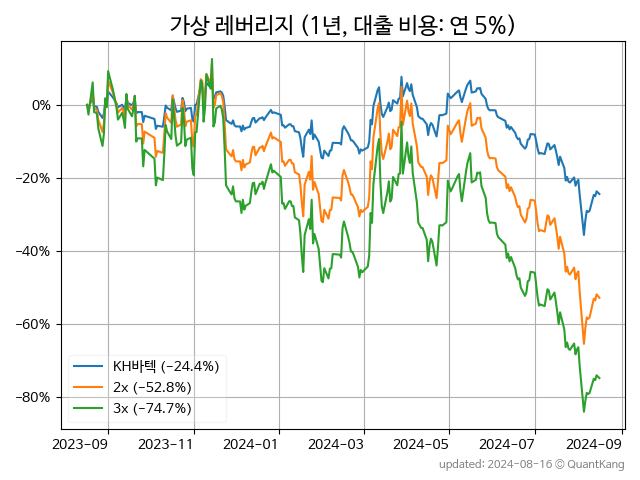 가상 레버리지 (1년, 대출 비용: 연 5%)
0%
−20%
−40%
−60%
−80%
KH바텍 (−24.4%)
2x (−52.8%)
3x (−74.7%)
2023-09 2023-11 2024-01 2024-03 2024-05 2024-07 2024-09
updated: 2024-08-16 © QuantKang